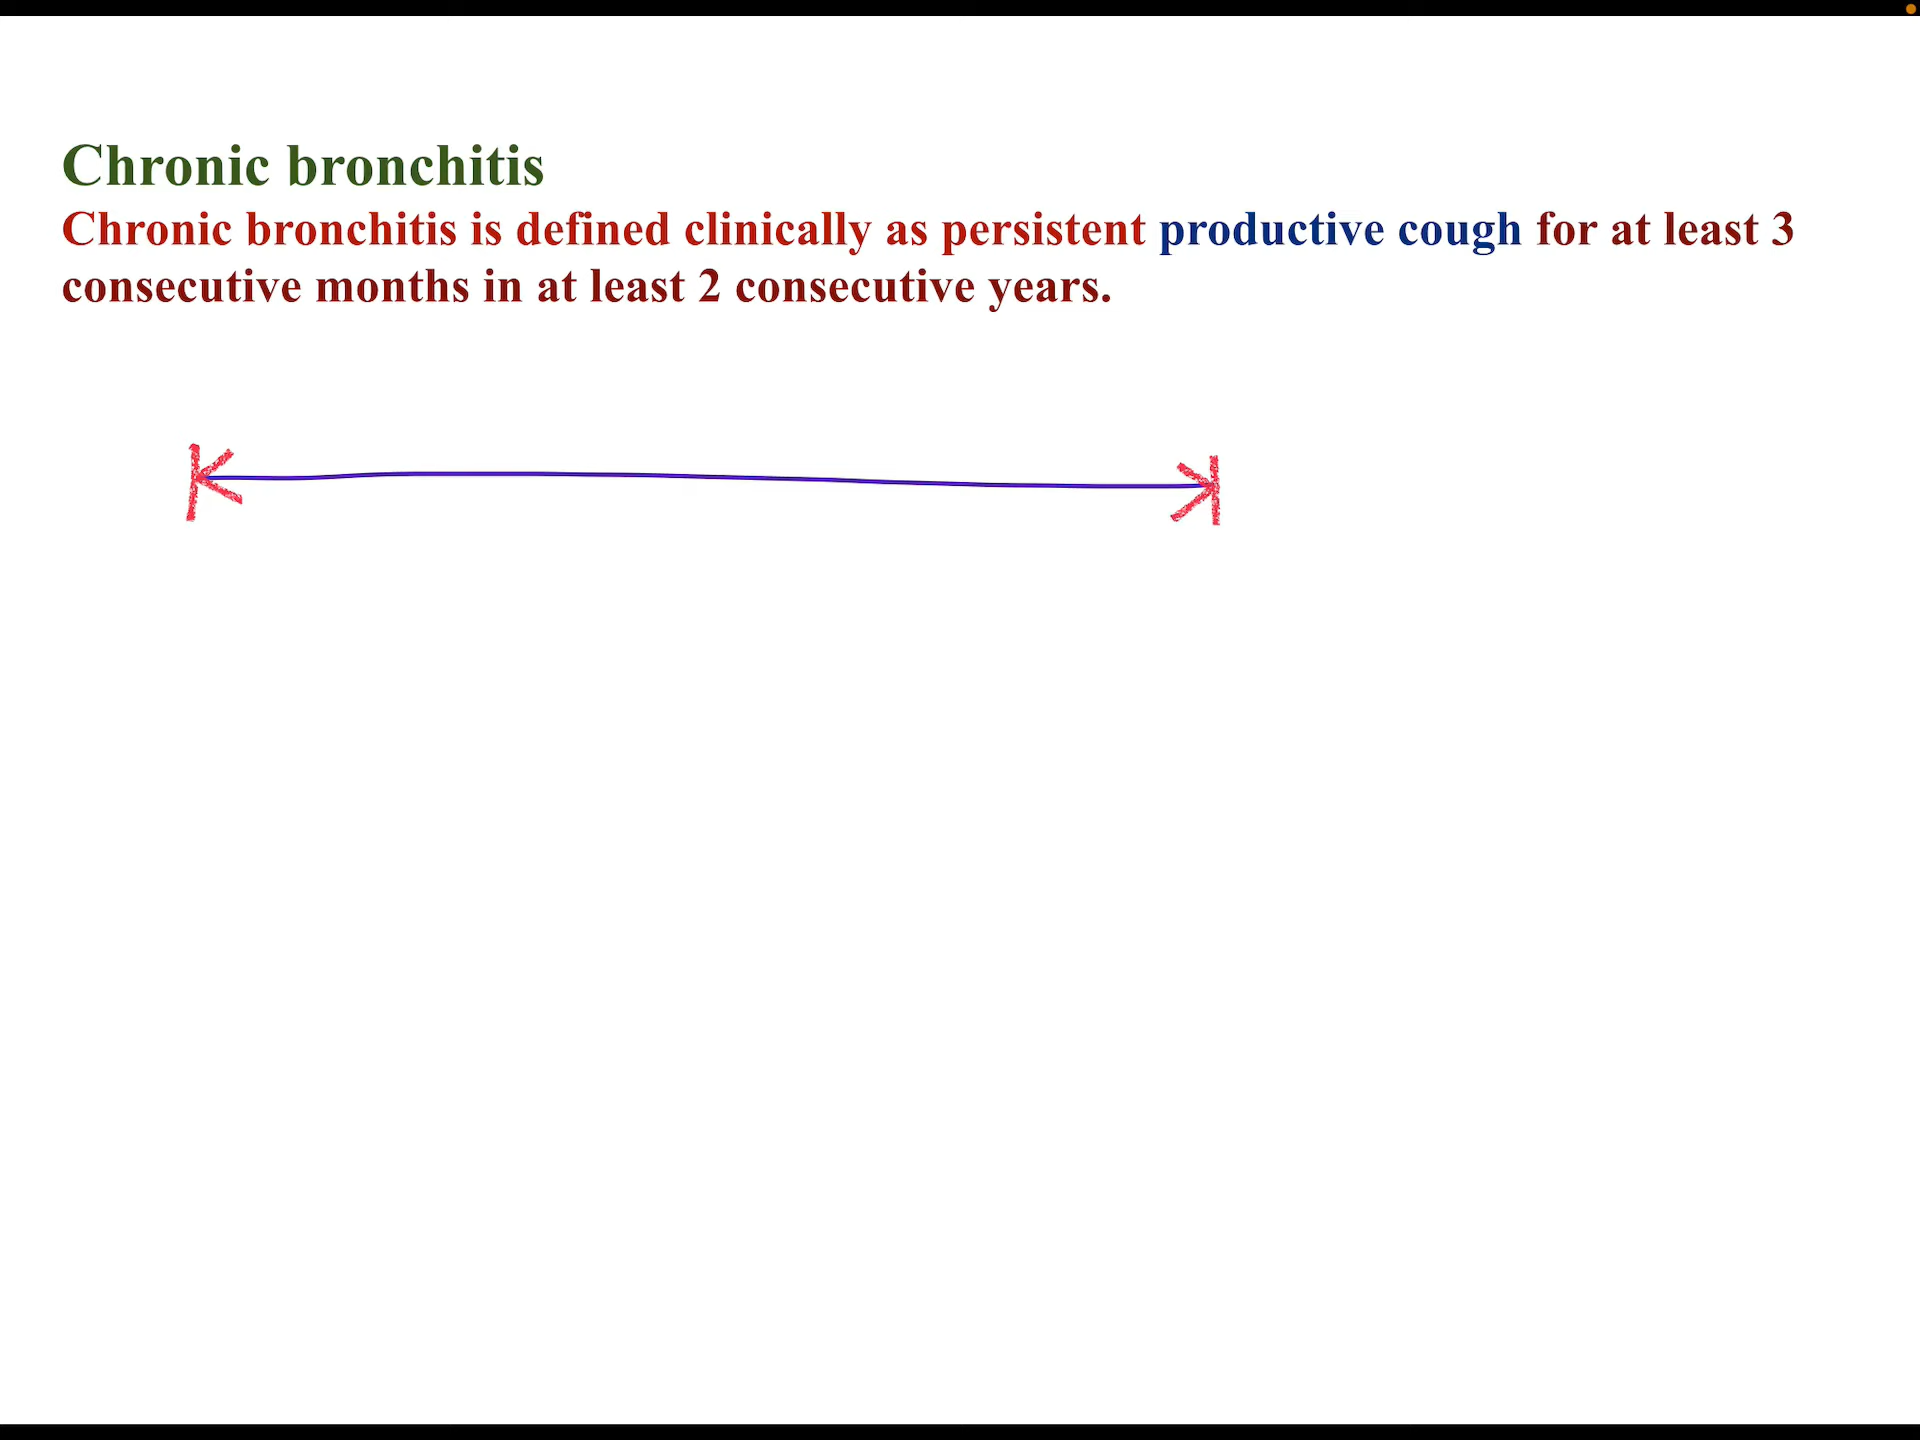 Chronic bronchitis
Chronic bronchitis is defined clinically as persistent productive cough for at least 3
consecutive months in at least 2 consecutive years.